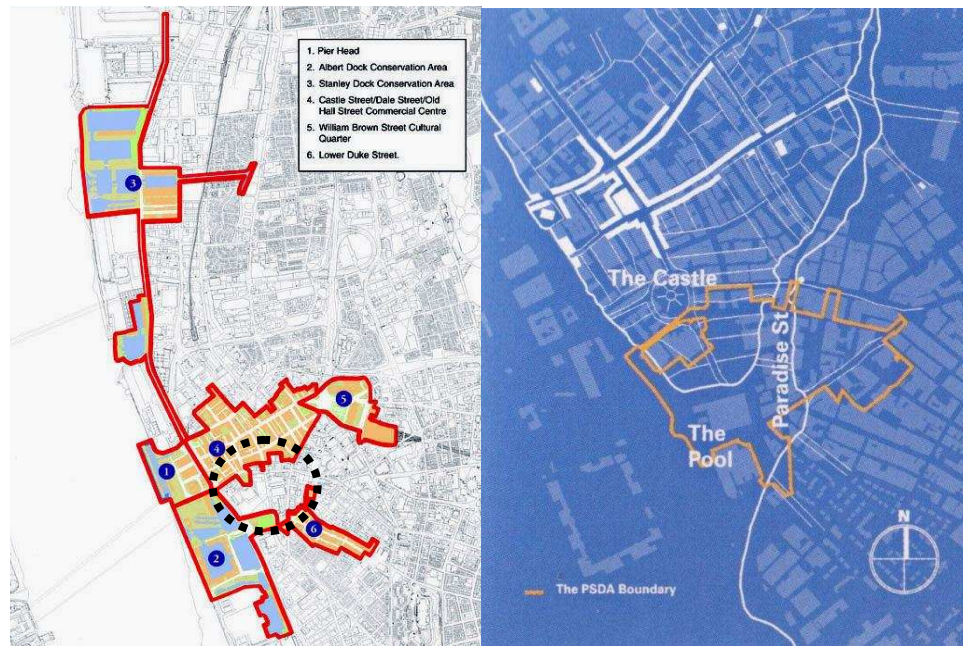 1. Pier Head
2. Albert Dock Conservation Area
3. Stanley Dock Conservation Area
4. Castle Street/Dale Street/Old
Hall Street Commercial Centre
5. William Brown Street Cultural
Quarter
6. Lower Duke Street.
3
5
4
1
6
2
The Castle
Paradise St.
The
Pool
N
The PSDA Boundary